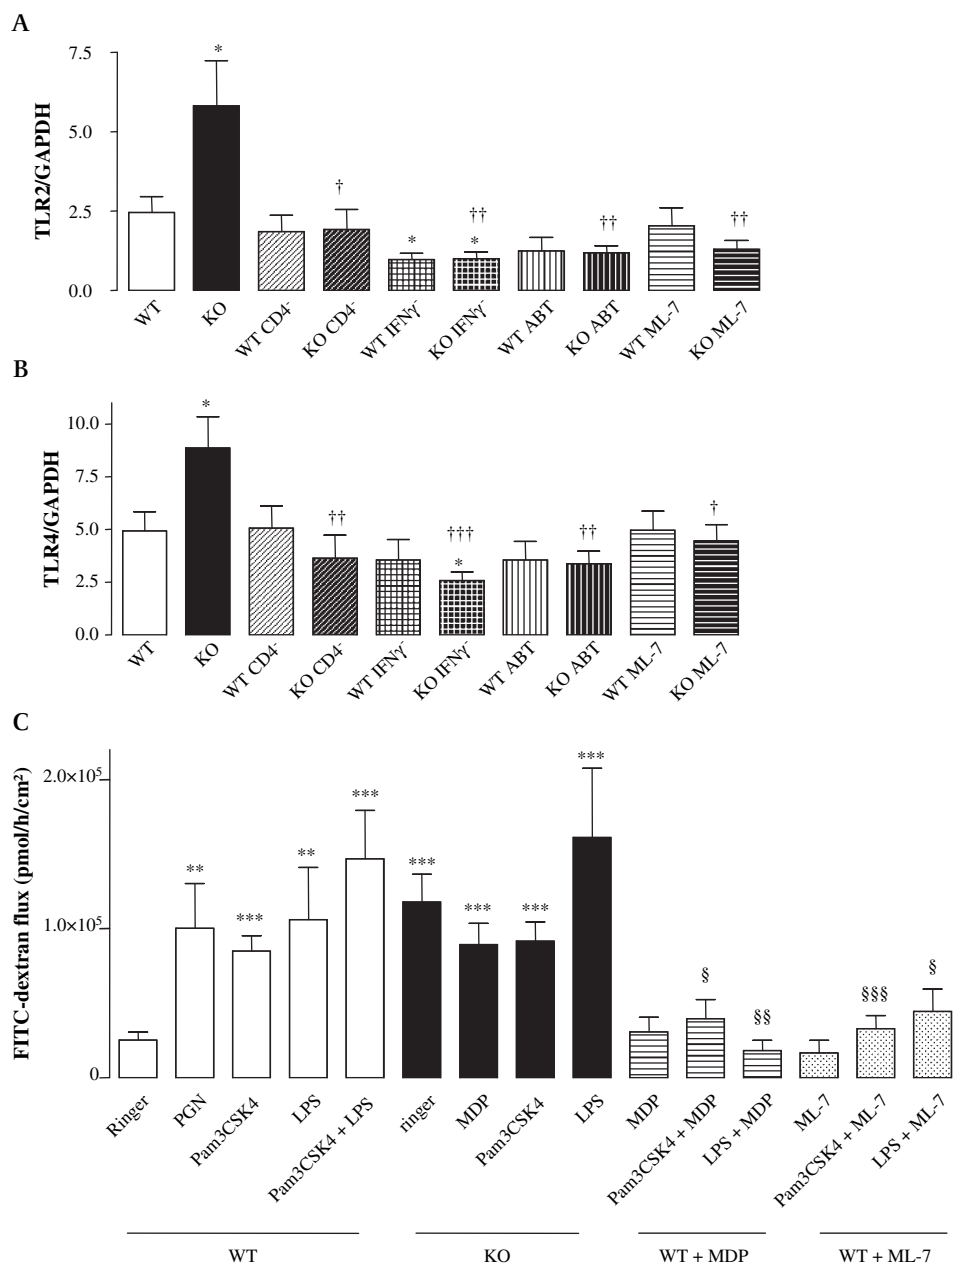 A
7.5
5.0
2.5
0.0
TLR2/GAPDH
*
†
*
††
*
††
††
WT
KO
WT CD4⁻
KO CD4⁻
WT IFNγ⁻
KO IFNγ⁻
WT ABT
KO ABT
WT ML-7
KO ML-7
B
10.0
7.5
5.0
2.5
0.0
TLR4/GAPDH
*
††
†††
*
††
†
WT
KO
WT CD4⁻
KO CD4⁻
WT IFNγ⁻
KO IFNγ⁻
WT ABT
KO ABT
WT ML-7
KO ML-7
C
2.0×10⁵
1.0×10⁵
0
FITC-dextran flux (pmol/h/cm²)
**
***
**
***
***
***
***
***
§
§§
§§§
§
Ringer
PGN
Pam3CSK4
LPS
Pam3CSK4 + LPS
ringer
MDP
Pam3CSK4
LPS
MDP
Pam3CSK4 + MDP
LPS + MDP
ML-7
Pam3CSK4 + ML-7
LPS + ML-7
WT
KO
WT + MDP
WT + ML-7